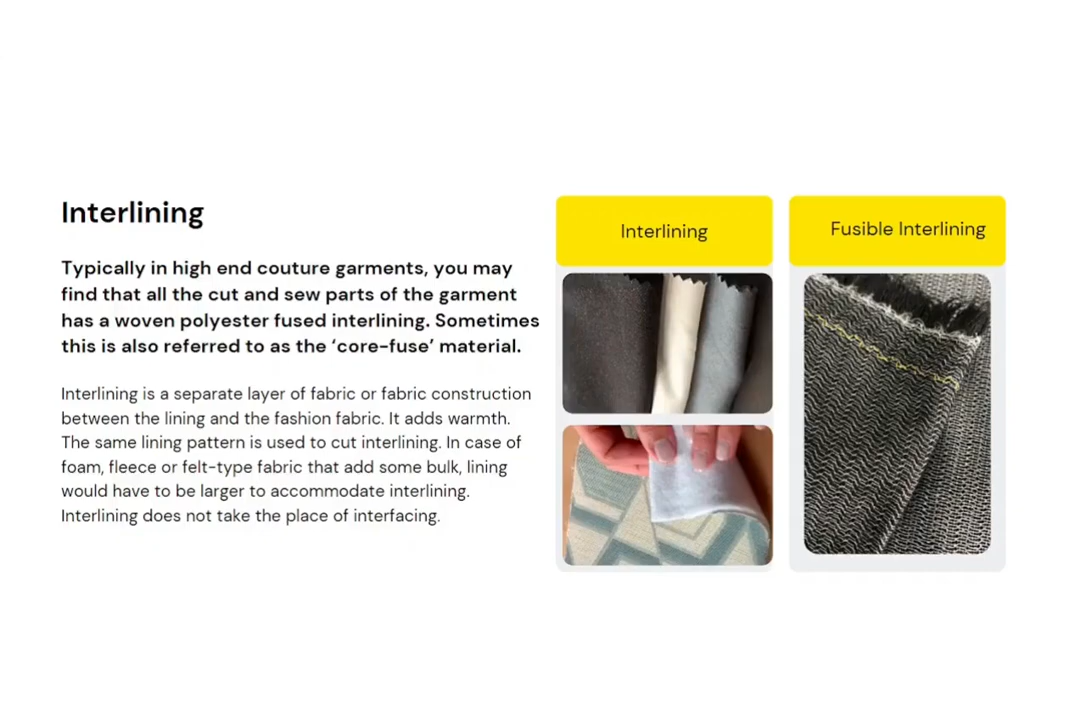 Interlining
Typically in high end couture garments, you may
find that all the cut and sew parts of the garment
has a woven polyester fused interlining. Sometimes
this is also referred to as the ‘core-fuse’ material.
Interlining is a separate layer of fabric or fabric construction
between the lining and the fashion fabric. It adds warmth.
The same lining pattern is used to cut interlining. In case of
foam, fleece or felt-type fabric that add some bulk, lining
would have to be larger to accommodate interlining.
Interlining does not take the place of interfacing.
Interlining
Fusible Interlining